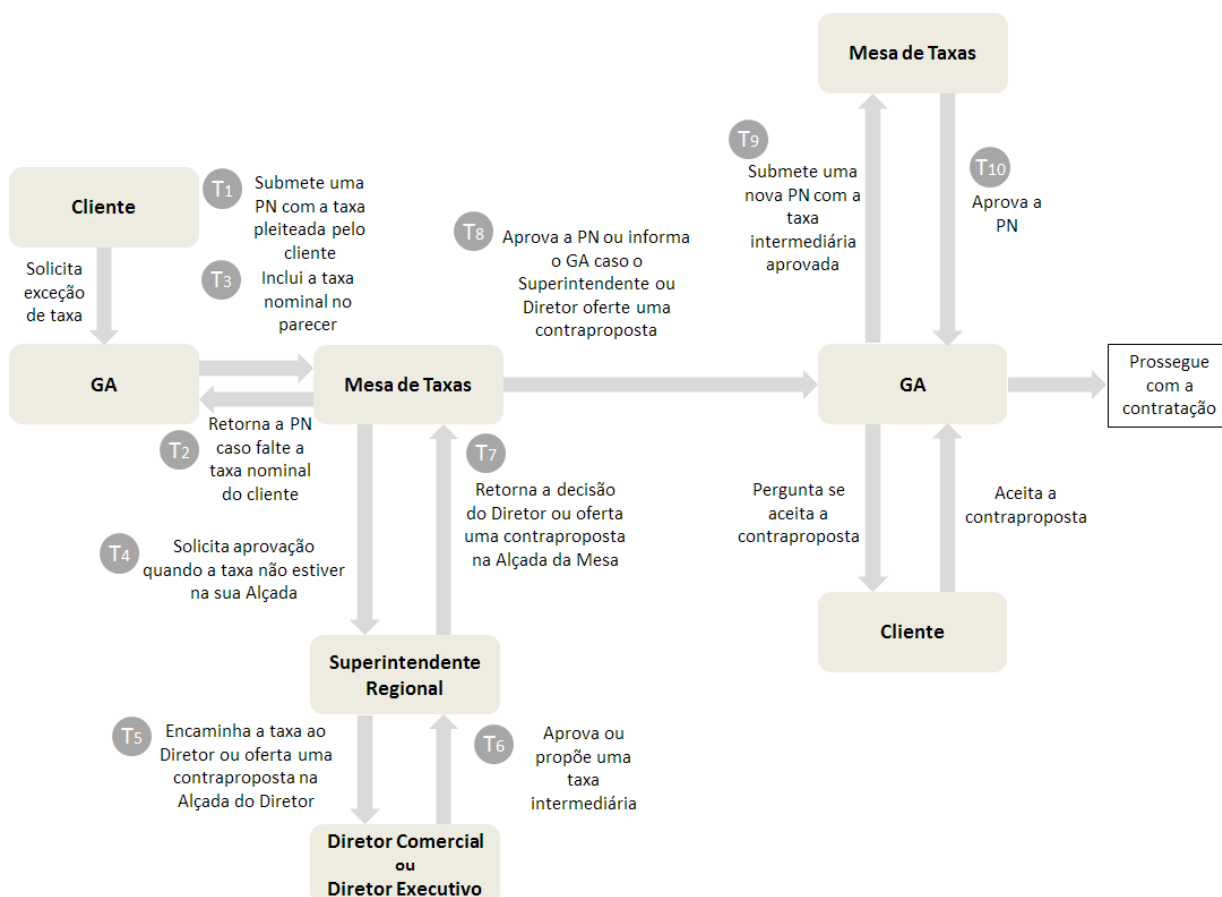 Mesa de Taxas
T9
Submete uma
nova PN com a
taxa
intermediária
aprovada
T10
Aprova a
PN
Cliente
T1
Submete uma
PN com a taxa
pleiteada pelo
cliente
T3
Inclui a taxa
nominal no
parecer
Solicita
exceção
de taxa
T8
Aprova a PN ou informa
o GA caso o
Superintendente ou
Diretor oferte uma
contraproposta
GA
Mesa de Taxas
GA
Prossegue
com a
contratação
T2
Retorna a PN
caso falte a
taxa nominal
do cliente
T7
Retorna a decisão
do Diretor ou oferta
uma contraproposta
na Alçada da Mesa
Pergunta se
aceita a
contraproposta
Aceita a
contraproposta
T4
Solicita aprovação
quando a taxa não estiver
na sua Alçada
Cliente
Superintendente
Regional
T5
Encaminha a taxa ao
Diretor ou oferta uma
contraproposta na
Alçada do Diretor
T6
Aprova ou
propõe uma
taxa
intermediária
Diretor Comercial
ou
Diretor Executivo